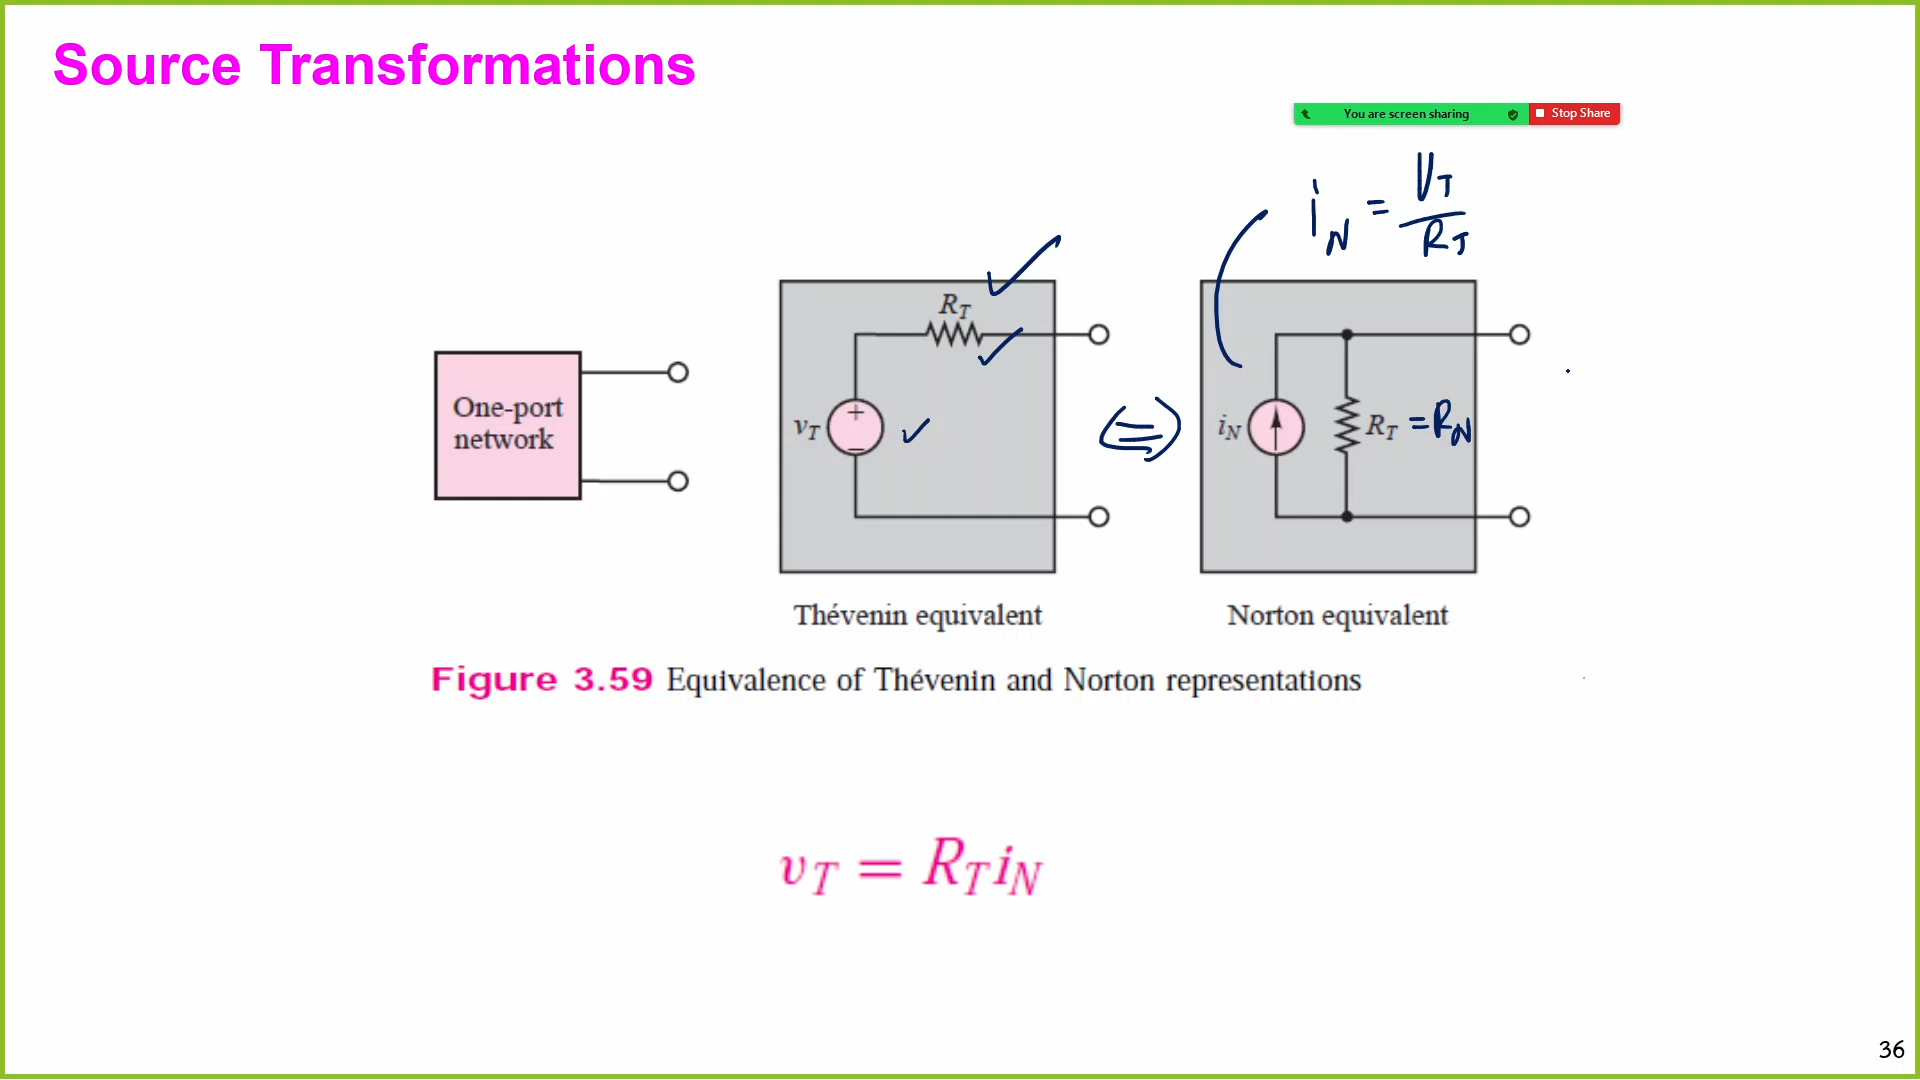 Source Transformations
You are screen sharing
Stop Share
i_N = V_T / R_T
R_T
One-port
network
v_T
+
−
i_N
R_T = R_N
Thévenin equivalent
Norton equivalent
Figure 3.59 Equivalence of Thévenin and Norton representations
v_T = R_T i_N
36